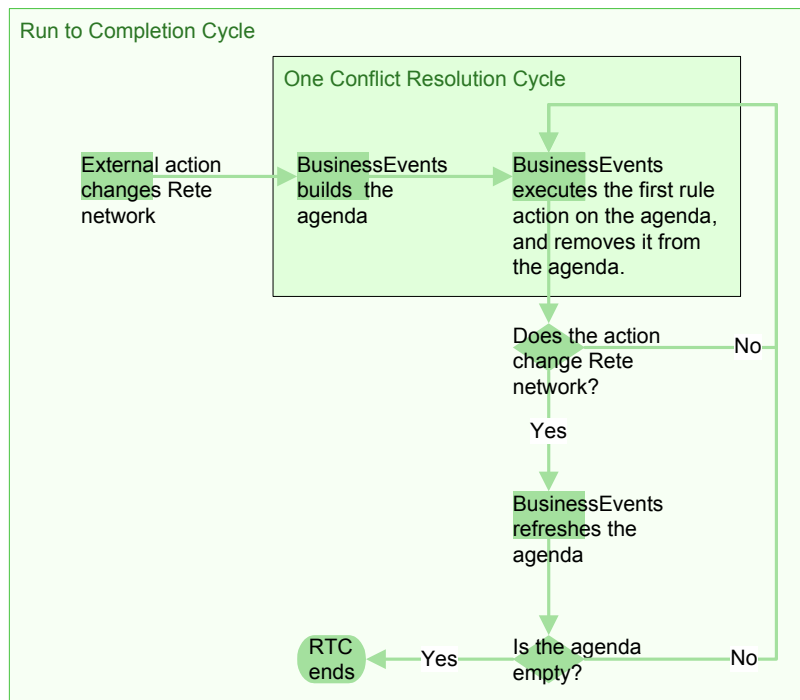 Run to Completion Cycle
One Conflict Resolution Cycle
External action
changes Rete
network
BusinessEvents
builds the
agenda
BusinessEvents
executes the first rule
action on the agenda,
and removes it from
the agenda.
Does the action
change Rete
network?
No
Yes
BusinessEvents
refreshes the
agenda
Is the agenda
empty?
No
Yes
RTC
ends